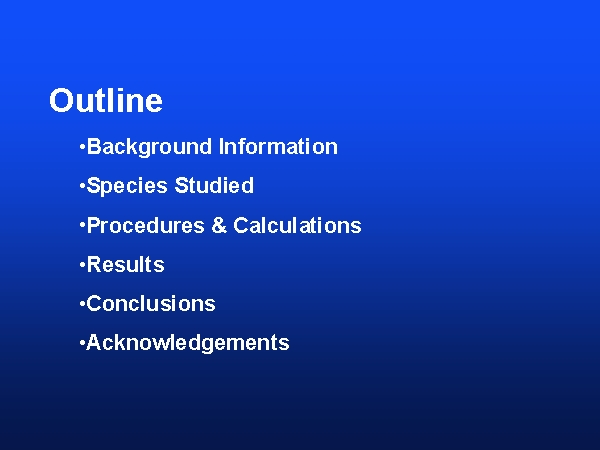 Outline
•Background Information
•Species Studied
•Procedures & Calculations
•Results
•Conclusions
•Acknowledgements